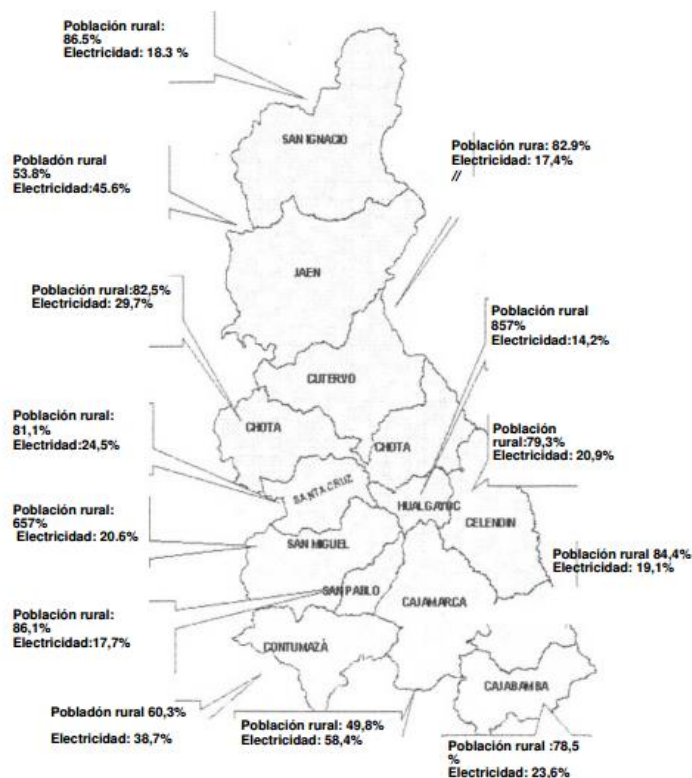 Población rural:
86.5%
Electricidad: 18.3 %
SAN IGNACIO
Población rura: 82.9%
Electricidad: 17,4%
//
Pobladón rural
53.8%
Electricidad:45.6%
JAEN
Población rural:82,5%
Electricidad: 29,7%
Población rural
857%
Electricidad:14,2%
CUTERVO
CHOTA
CHOTA
Población rural:
81,1%
Electridad:24,5%
Población
rural:79,3%
Electricidad: 20,9%
SANTA CRUZ
HUALGAYOC
CELENDIN
Población rural:
657%
Electricidad: 20.6%
SAN MIGUEL
Población rural 84,4%
Electricidad: 19,1%
SAN PABLO
CAJAMARCA
Población rural:
86,1%
Electricidad:17,7%
CONTUMAZÁ
CAJABAMBA
Pobladón rural 60,3%
Electricidad: 38,7%
Población rural: 49,8%
Electricidad: 58,4%
Población rural :78,5
%
Electricidad: 23,6%